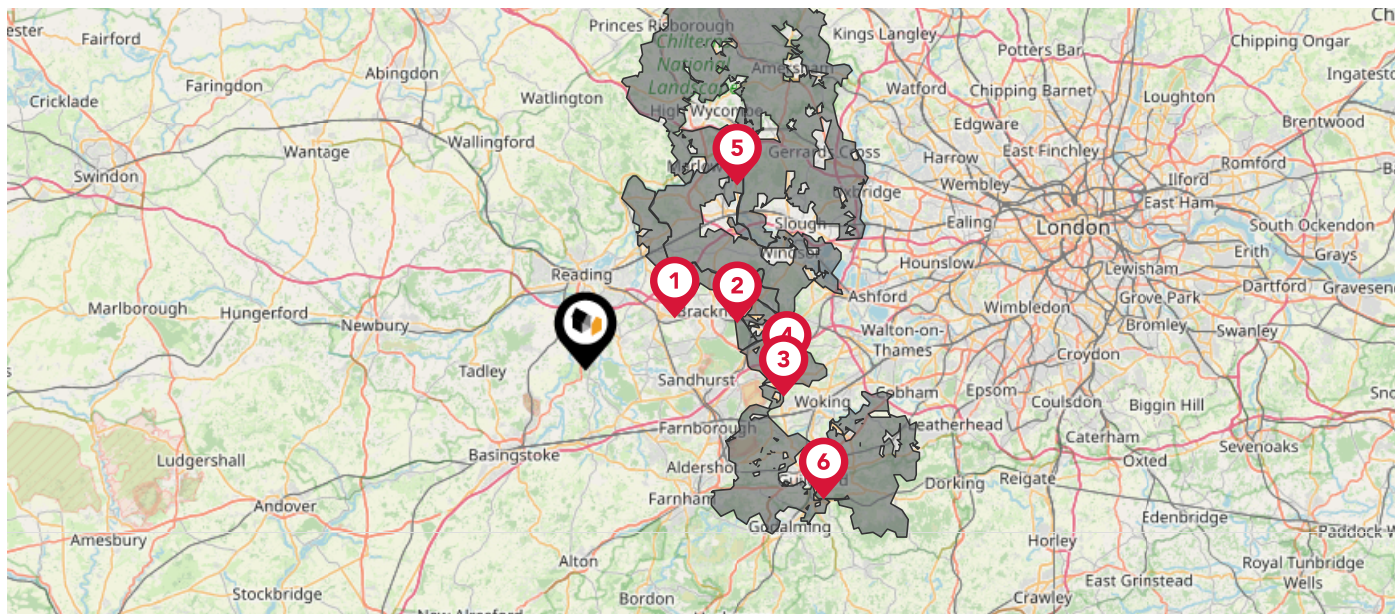 Princes Risborough
Kings Langley
Chipping Ongar
Fairford
Potters Bar
Chiltern
National
Landscape
Abingdon
Amersham
Faringdon
Watford
Chipping Barnet
Loughton
Cricklade
Watlington
High Wycombe
Brentwood
Edgware
Wallingford
Wantage
5
Gerrards Cross
East Finchley
Harrow
Romford
Swindon
Wembley
Ilford
East Ham
Ealing
Slough
London
South Ockendon
Windsor
Erith
Grays
Reading
Hounslow
Lewisham
Dartford
1
2
Ashford
Grove Park
Marlborough
Hungerford
Wimbledon
Newbury
Bromley
Swanley
Walton-on-
Thames
4
3
Croydon
Tadley
Sandhurst
Cobham
Epsom
Woking
Coulsdon
Biggin Hill
Farnborough
Leatherhead
Caterham
Sevenoaks
Ludgershall
Basingstoke
6
Oxted
Dorking
Reigate
Farnham
Andover
Godalming
Edenbridge
Amesbury
Horley
Alton
Royal Tunbridge
Wells
East Grinstead
Stockbridge
Bordon
Crawley